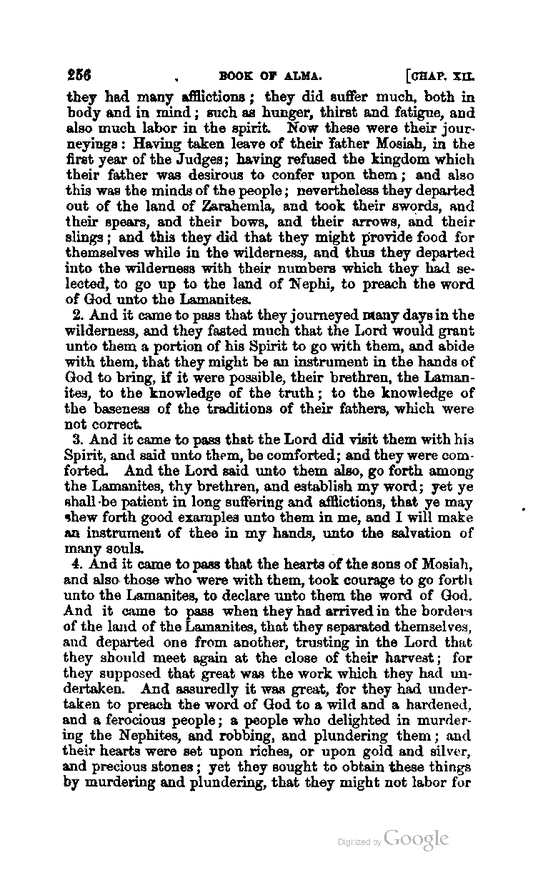 256 BOOK OF ALMA. [CHAP. XII.
they had many afflictions; they did suffer much, both in
body and in mind; such as hunger, thirst and fatigue, and
also much labor in the spirit. Now these were their jour-
neyings: Having taken leave of their father Mosiah, in the
first year of the Judges; having refused the kingdom which
their father was desirous to confer upon them; and also
this was the minds of the people; nevertheless they departed
out of the land of Zarahemla, and took their swords, and
their spears, and their bows, and their arrows, and their
slings; and this they did that they might provide food for
themselves while in the wilderness, and thus they departed
into the wilderness with their numbers which they had se-
lected, to go up to the land of Nephi, to preach the word
of God unto the Lamanites.
2. And it came to pass that they journeyed many days in the
wilderness, and they fasted much that the Lord would grant
unto them a portion of his Spirit to go with them, and abide
with them, that they might be an instrument in the hands of
God to bring, if it were possible, their brethren, the Laman-
ites, to the knowledge of the truth; to the knowledge of
the baseness of the traditions of their fathers, which were
not correct.
3. And it came to pass that the Lord did visit them with his
Spirit, and said unto them, be comforted; and they were com-
forted. And the Lord said unto them also, go forth among
the Lamanites, thy brethren, and establish my word; yet ye
shall be patient in long suffering and afflictions, that ye may
shew forth good examples unto them in me, and I will make
an instrument of thee in my hands, unto the salvation of
many souls.
4. And it came to pass that the hearts of the sons of Mosiah,
and also those who were with them, took courage to go forth
unto the Lamanites, to declare unto them the word of God.
And it came to pass when they had arrived in the borders
of the land of the Lamanites, that they separated themselves,
and departed one from another, trusting in the Lord that
they should meet again at the close of their harvest; for
they supposed that great was the work which they had un-
dertaken. And assuredly it was great, for they had under-
taken to preach the word of God to a wild and a hardened,
and a ferocious people; a people who delighted in murder-
ing the Nephites, and robbing, and plundering them; and
their hearts were set upon riches, or upon gold and silver,
and precious stones; yet they sought to obtain these things
by murdering and plundering, that they might not labor for
Digitized by Google